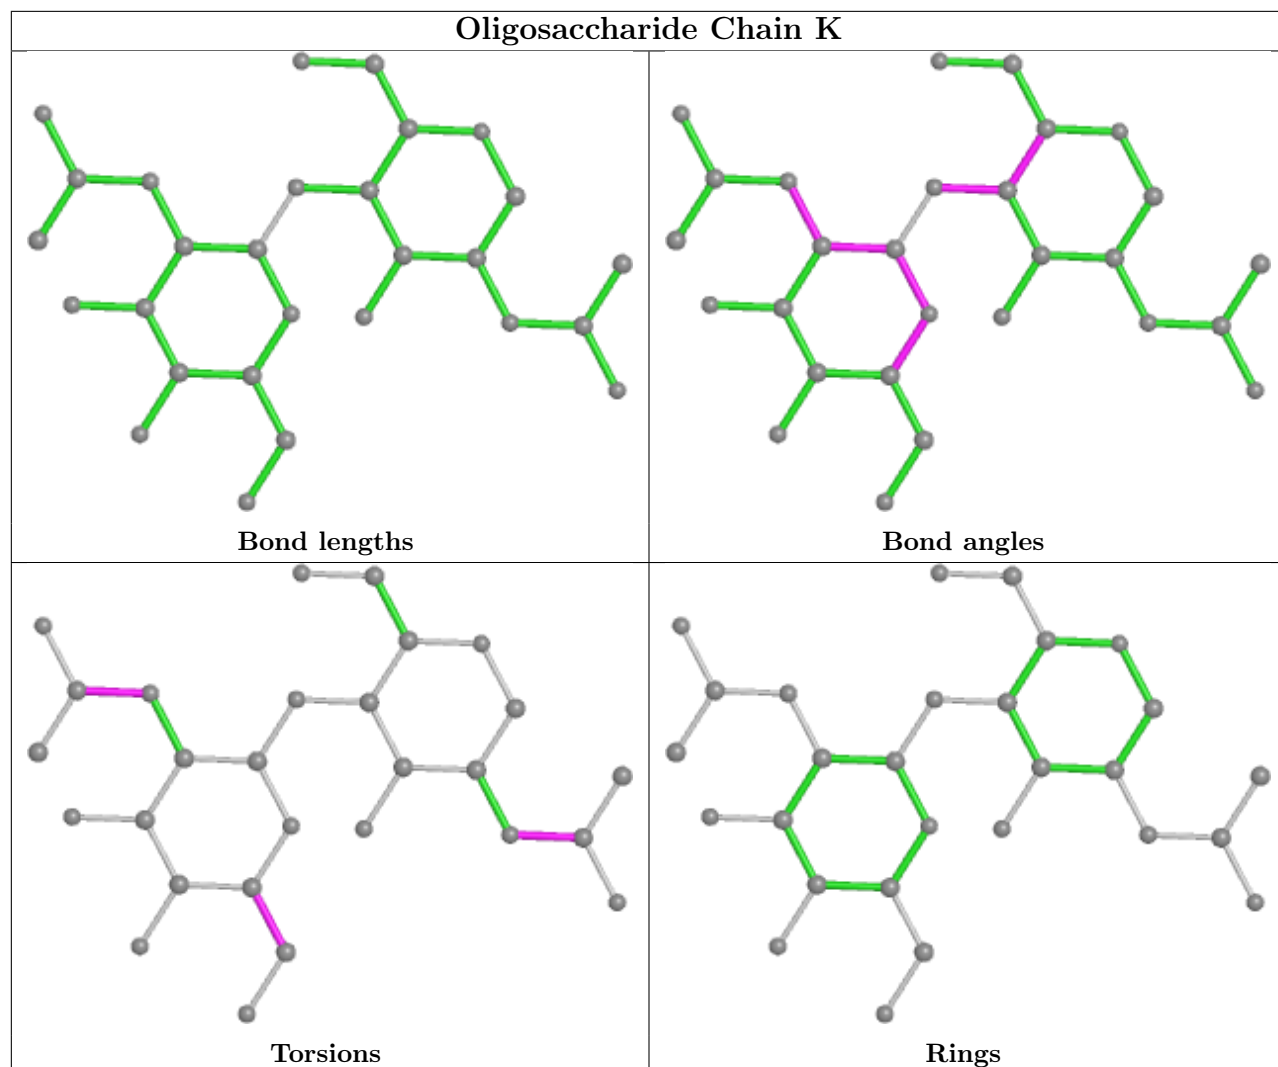 Oligosaccharide Chain K
Bond lengths
Bond angles
Torsions
Rings